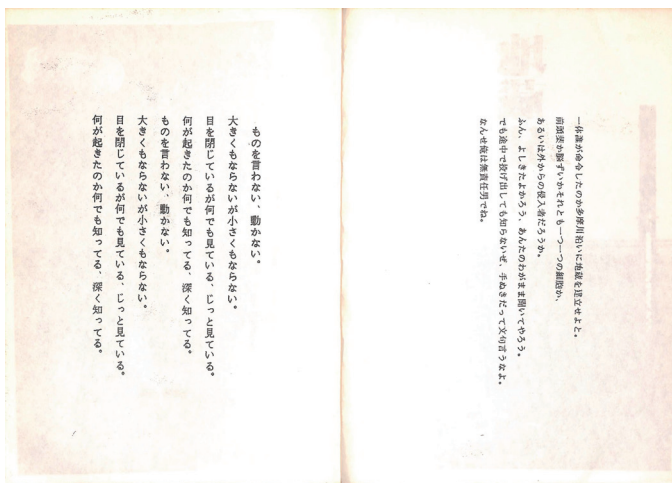 一体誰が命令したのか多摩川沿いに地蔵を建立せよと。
前頭葉か脳ずいかそれとも一つ一つの細胞か、
あるいは外からの侵入者だろうか。
ふん、よしきたよかろう、あんたのわがまま聞いてやろう。
でも途中で投げ出しても知らないぜ、手ぬきだって文句言うなよ。
なんせ俺は無責任男でね。
ものを言わない、動かない。
大きくもならないが小さくもならない。
目を閉じているが何でも見ている、じっと見ている。
何が起きたのか何でも知ってる、深く知ってる。
ものを言わない、動かない。
大きくもならないが小さくもならない。
目を閉じているが何でも見ている、じっと見ている。
何が起きたのか何でも知ってる、深く知ってる。